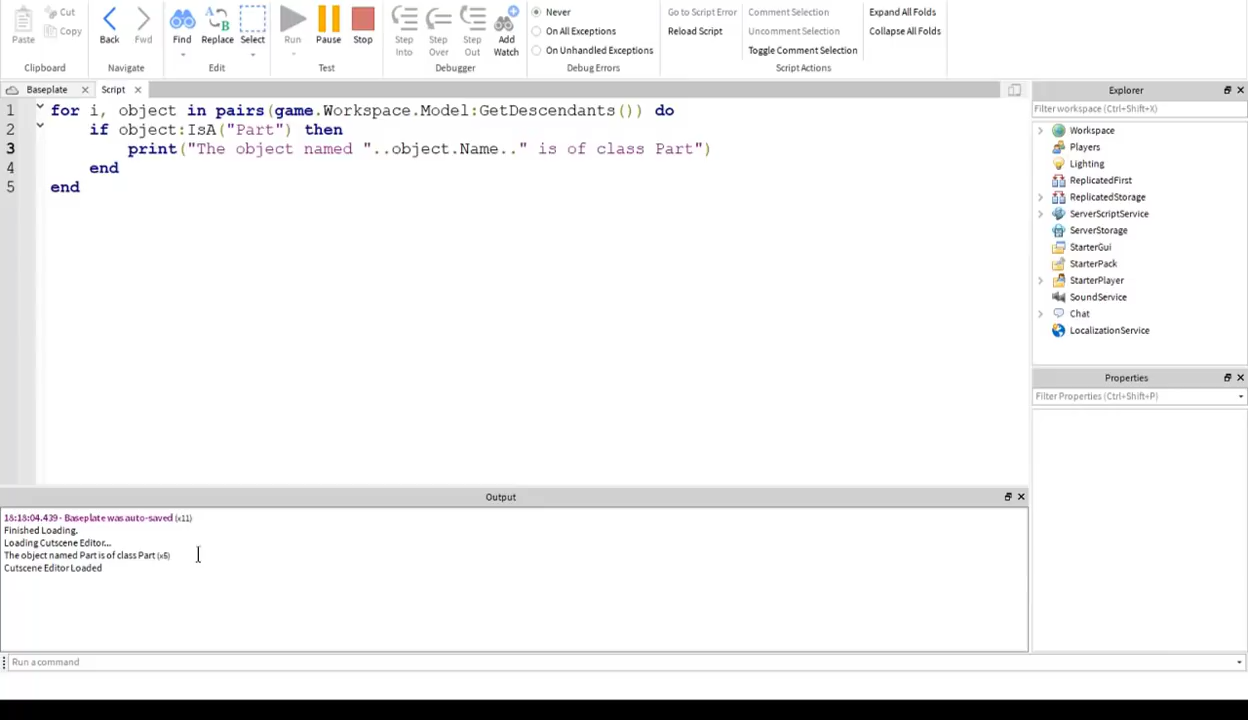 Cut
Copy
Paste
Clipboard
Back
Fwd
Navigate
Find
Replace
Select
Edit
Run
Pause
Stop
Test
Step Into
Step Over
Step Out
Add Watch
Debugger
Never
On All Exceptions
On Unhandled Exceptions
Debug Errors
Go to Script Error
Reload Script
Comment Selection
Uncomment Selection
Toggle Comment Selection
Script Actions
Expand All Folds
Collapse All Folds
Baseplate
Script
1 for i, object in pairs(game.Workspace.Model:GetDescendants()) do
2 if object:IsA("Part") then
3 print("The object named "..object.Name.." is of class Part")
4 end
5 end
Explorer
Filter workspace (Ctrl+Shift+X)
Workspace
Players
Lighting
ReplicatedFirst
ReplicatedStorage
ServerScriptService
ServerStorage
StarterGui
StarterPack
StarterPlayer
SoundService
Chat
LocalizationService
Properties
Filter Properties (Ctrl+Shift+P)
Output
18:18:04.439 - Baseplate was auto-saved (x11)
Finished Loading.
Loading Cutscene Editor...
The object named Part is of class Part (x5)
Cutscene Editor Loaded
Run a command